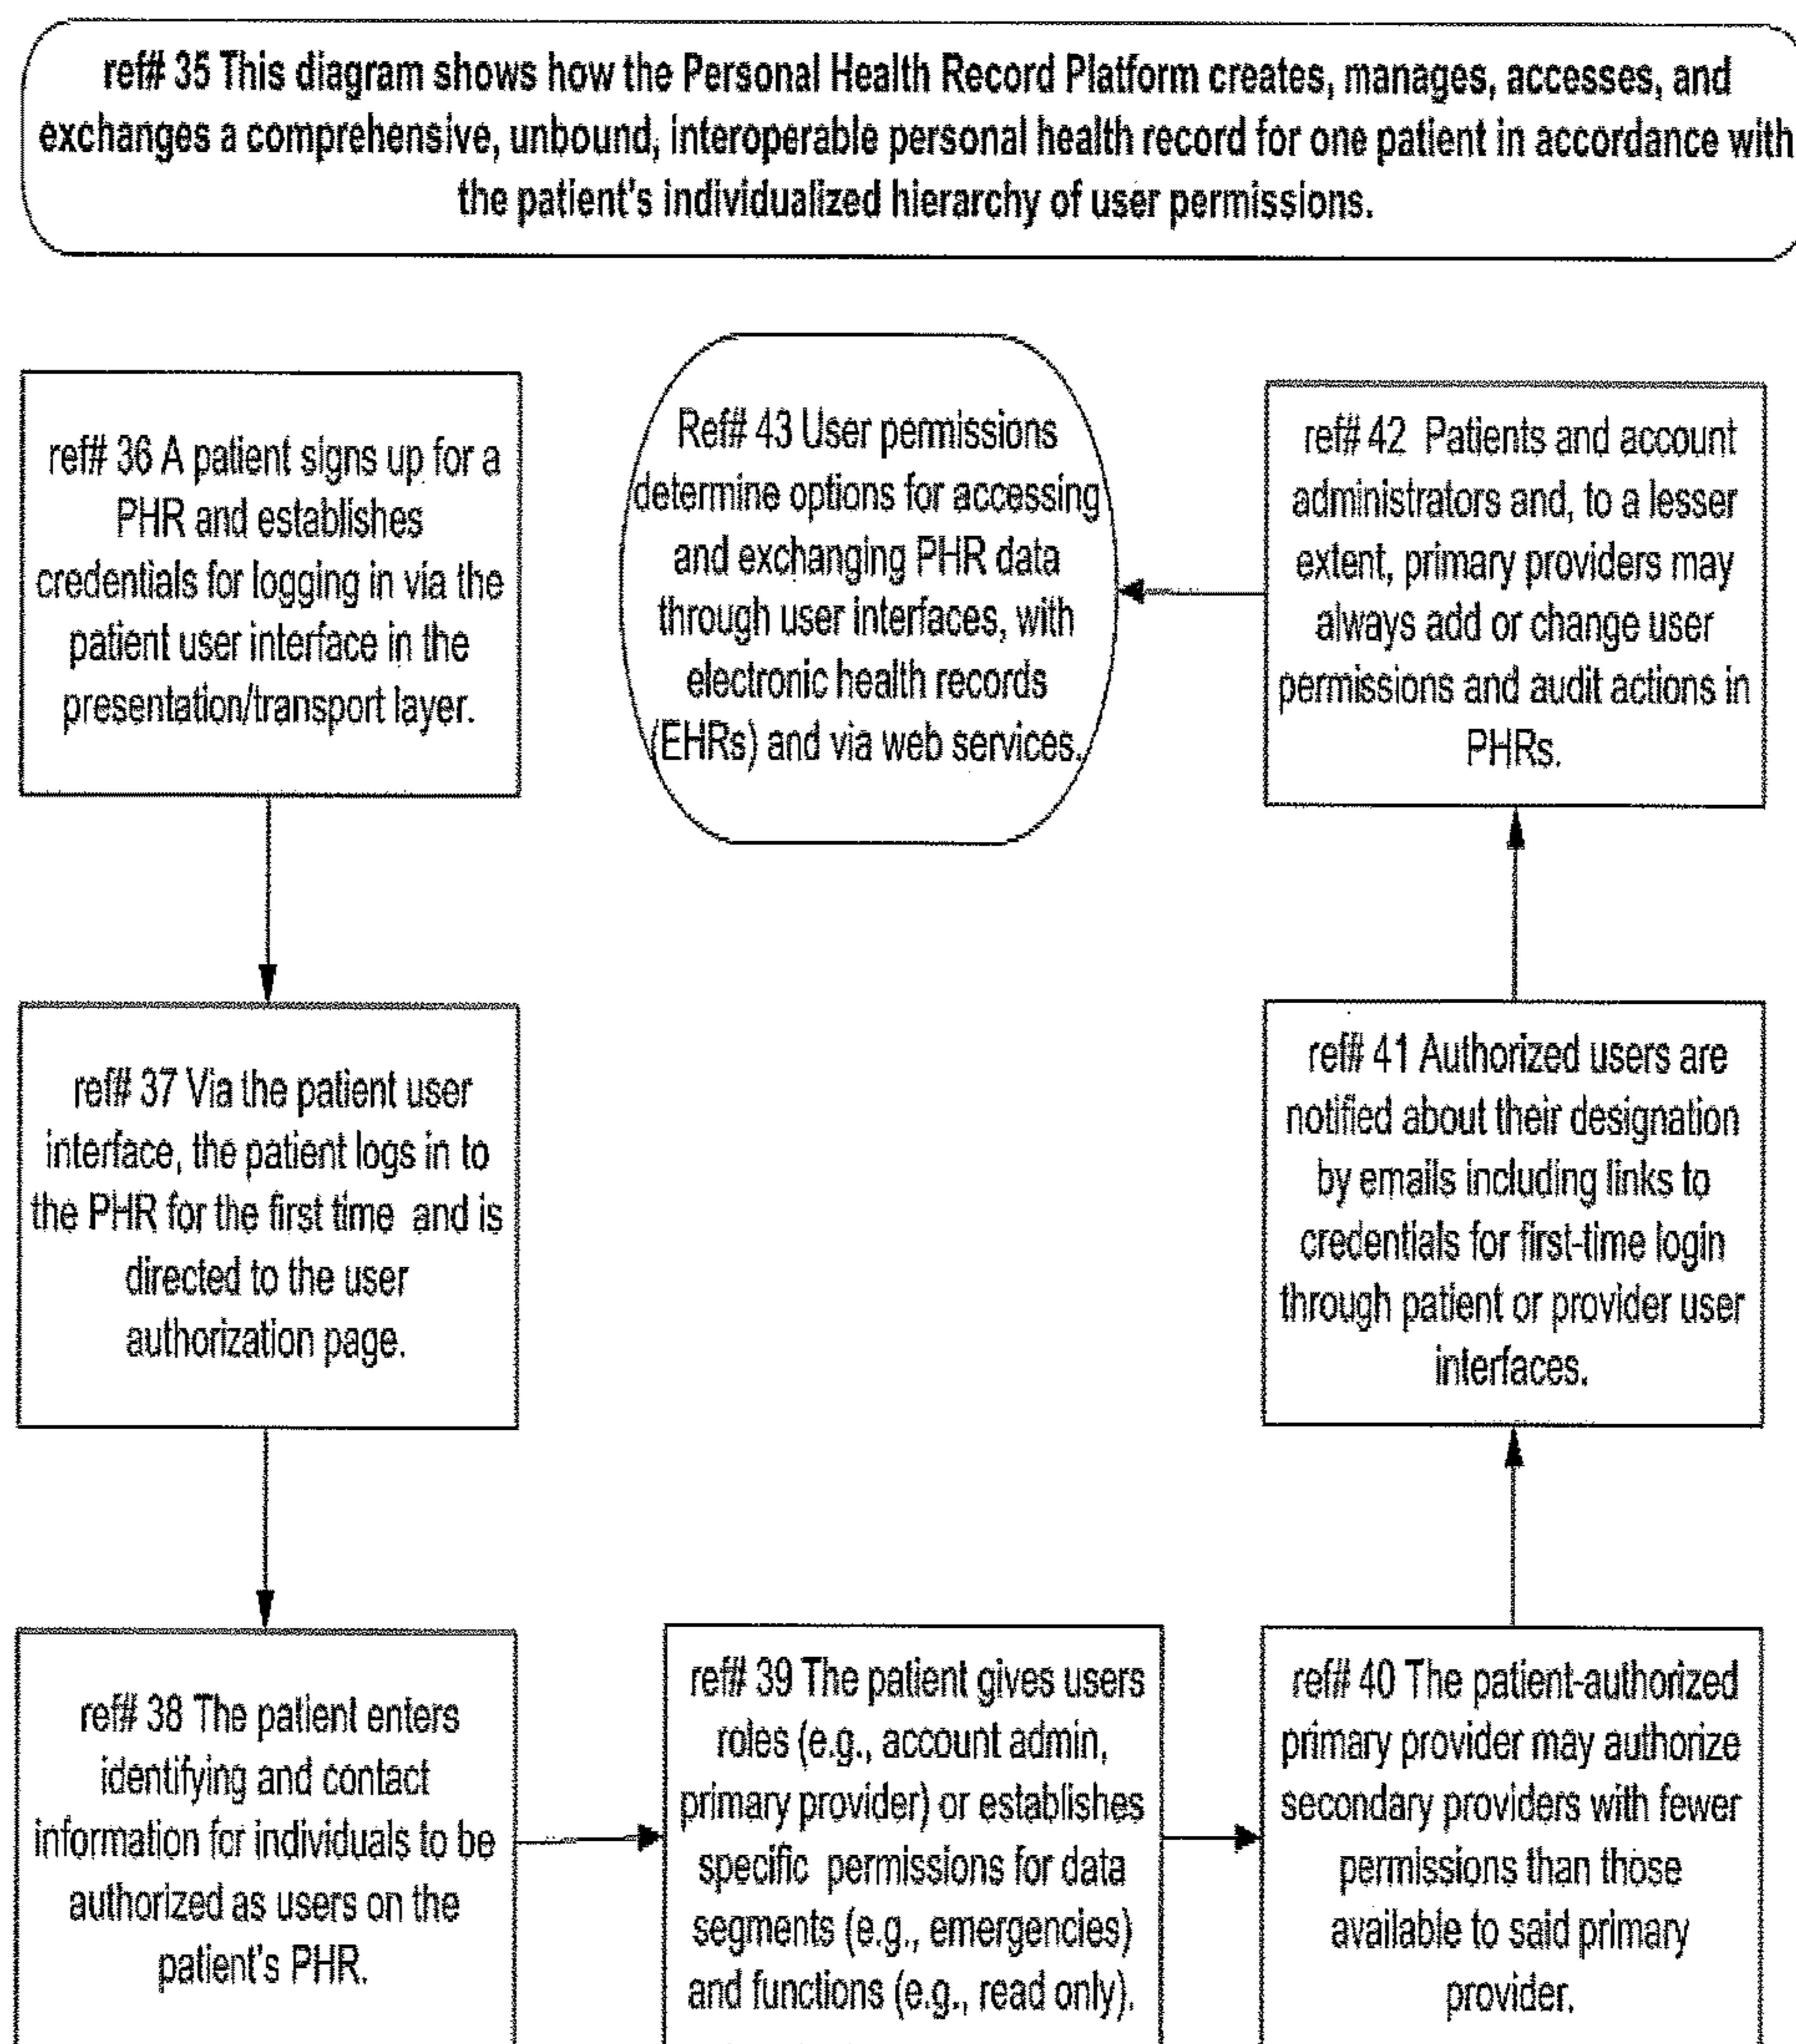 ref# 35 This diagram shows how the Personal Health Record Platform creates, manages, accesses, and
exchanges a comprehensive, unbound, interoperable personal health record for one patient in accordance with
the patient's individualized hierarchy of user permissions.
ref# 36 A patient signs up for a
PHR and establishes
credentials for logging in via the
patient user interface in the
presentation/transport layer.
ref# 37 Via the patient user
interface, the patient logs in to
the PHR for the first time and is
directed to the user
authorization page.
ref# 38 The patient enters
identifying and contact
information for individuals to be
authorized as users on the
patient's PHR.
ref# 39 The patient gives users
roles (e.g., account admin,
primary provider) or establishes
specific permissions for data
segments (e.g., emergencies)
and functions (e.g., read only).
ref# 40 The patient-authorized
primary provider may authorize
secondary providers with fewer
permissions than those
available to said primary
provider.
ref# 41 Authorized users are
notified about their designation
by emails including links to
credentials for first-time login
through patient or provider user
interfaces.
ref# 42 Patients and account
administrators and, to a lesser
extent, primary providers may
always add or change user
permissions and audit actions in
PHRs.
Ref# 43 User permissions
determine options for accessing
and exchanging PHR data
through user interfaces, with
electronic health records
(EHRs) and via web services.